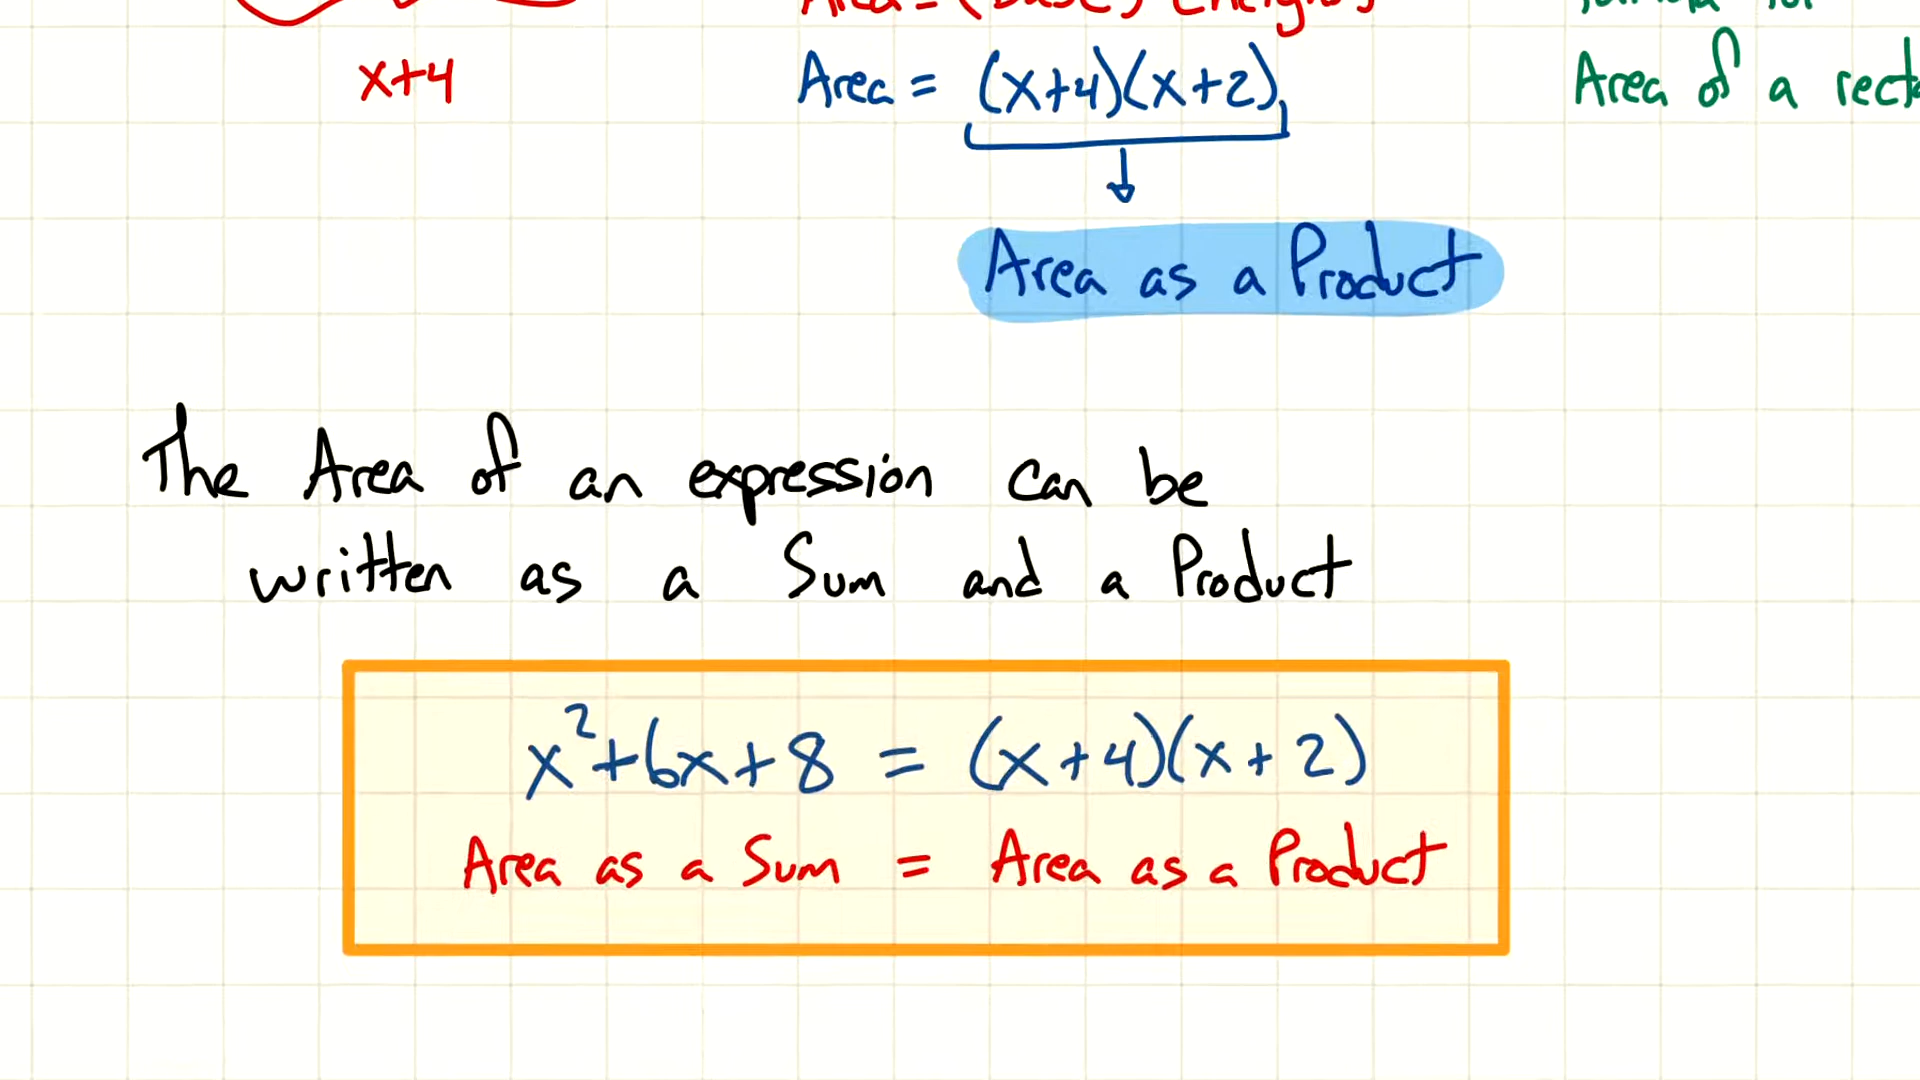 x+4
Area = (x+4)(x+2)
Area of a
Area as a Product
The Area of an expression can be
written as a Sum and a Product
x²+6x+8 = (x+4)(x+2)
Area as a Sum = Area as a Product